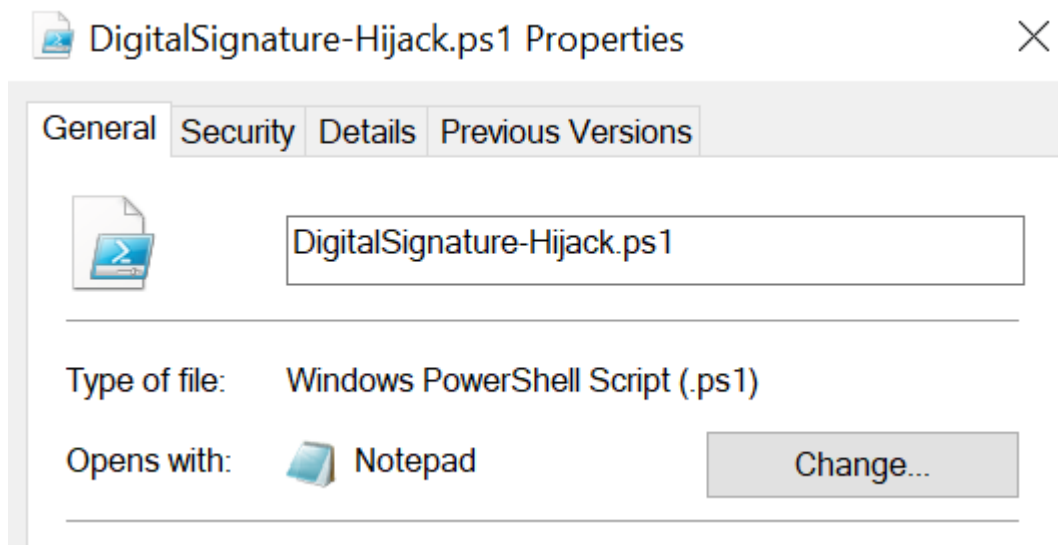 DigitalSignature-Hijack.ps1 Properties
General Security Details Previous Versions
DigitalSignature-Hijack.ps1
Type of file: Windows PowerShell Script (.ps1)
Opens with: Notepad Change...